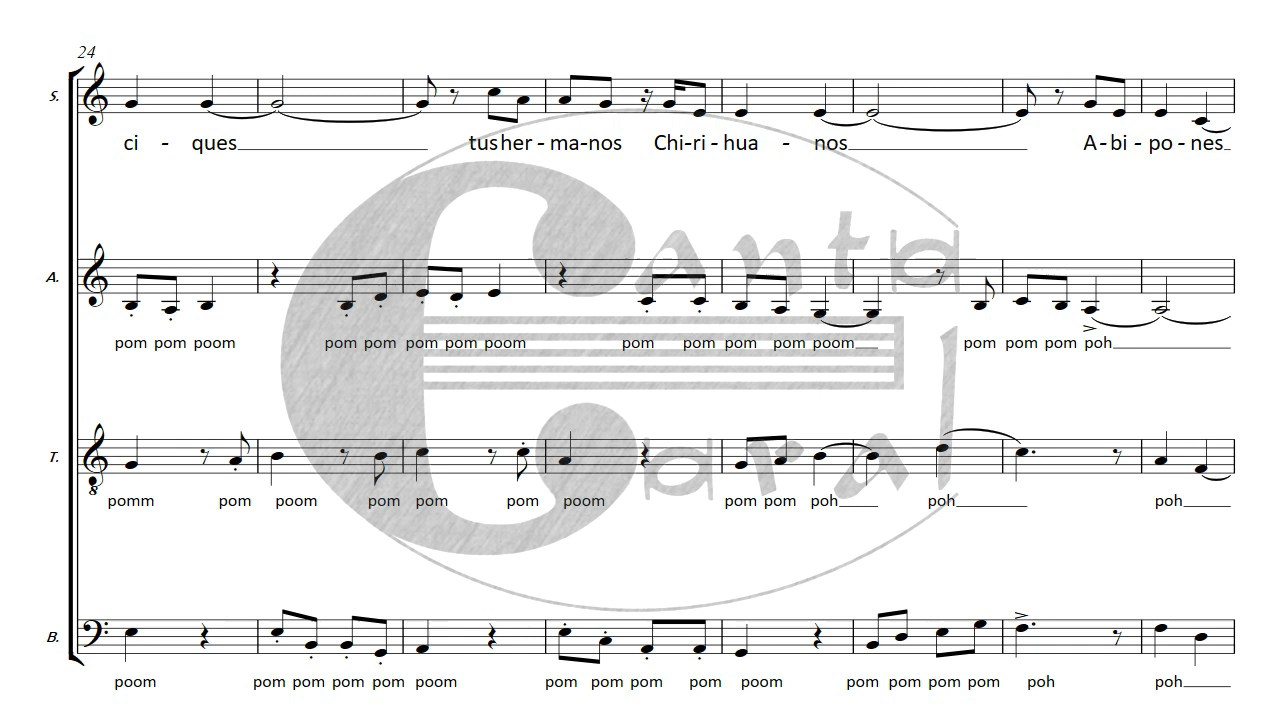 24
S.
ci - ques tus her - ma - nos Chi - ri - hua - nos A - bi - po - nes
A.
pom pom poom pom pom pom pom poom pom pom pom pom poom pom pom pom poh
T.
8
pomm pom poom pom pom pom poom pom pom poh poh poh
B.
poom pom pom pom pom poom pom pom pom pom poom pom pom pom pom poh poh
Canta
Coral